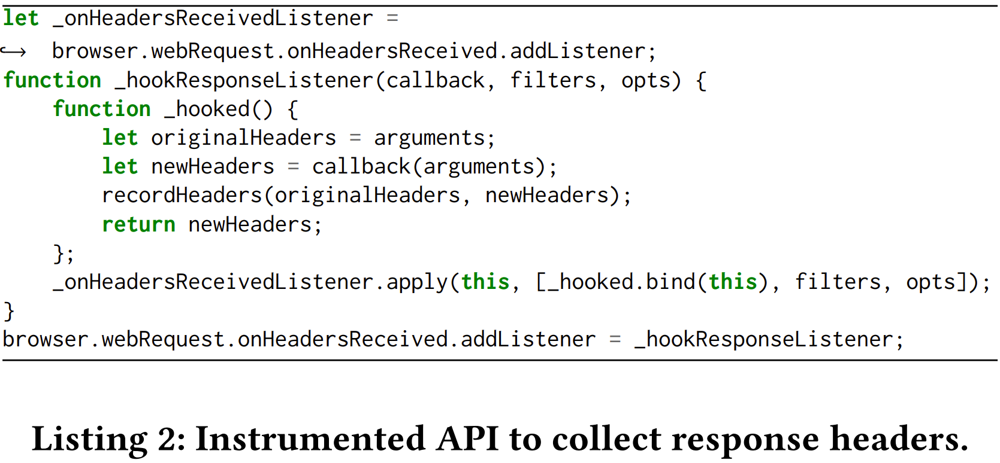 let _onHeadersReceivedListener =
↪ browser.webRequest.onHeadersReceived.addListener;
function _hookResponseListener(callback, filters, opts) {
    function _hooked() {
        let originalHeaders = arguments;
        let newHeaders = callback(arguments);
        recordHeaders(originalHeaders, newHeaders);
        return newHeaders;
    };
    _onHeadersReceivedListener.apply(this, [_hooked.bind(this), filters, opts]);
}
browser.webRequest.onHeadersReceived.addListener = _hookResponseListener;
Listing 2: Instrumented API to collect response headers.